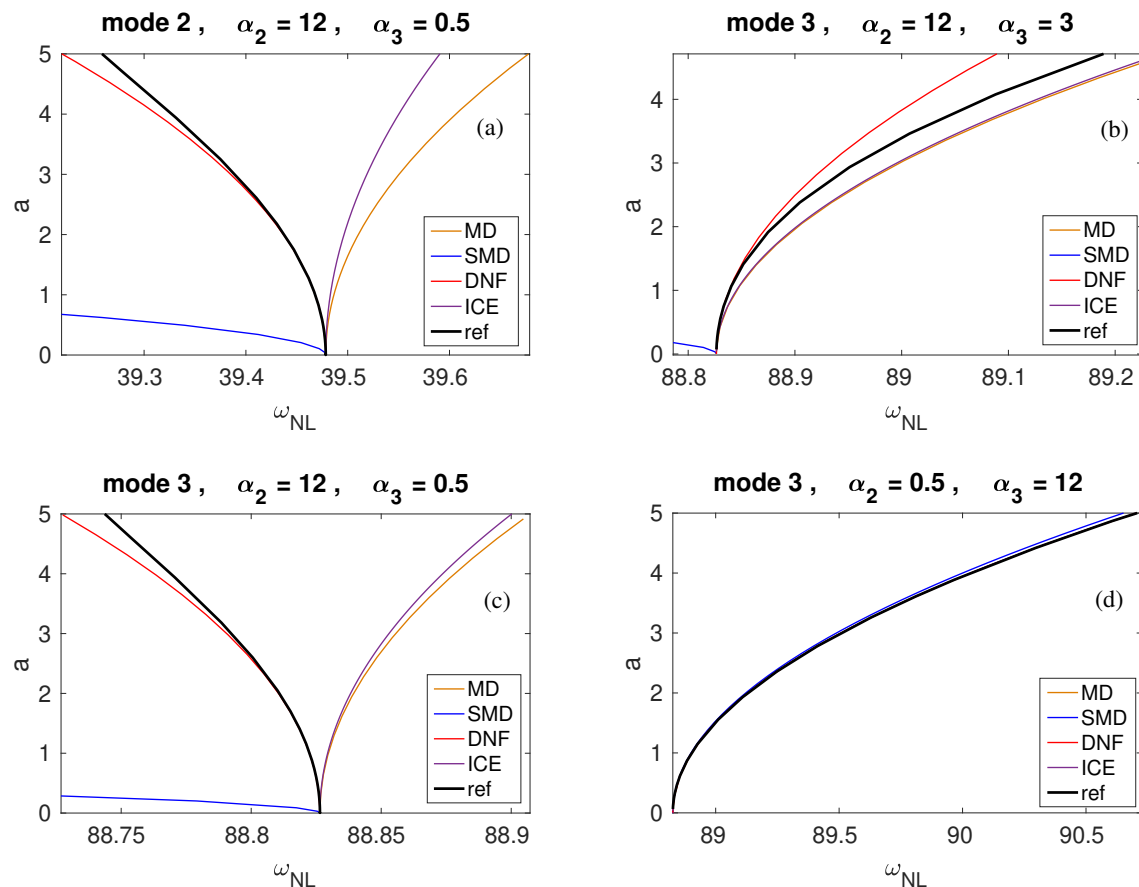 mode 2 , α₂ = 12 , α₃ = 0.5
5
4
3
2
1
0
a
39.3
39.4
39.5
39.6
ω_NL
(a)
MD
SMD
DNF
ICE
ref
mode 3 , α₂ = 12 , α₃ = 3
4
3
2
1
0
a
88.8
88.9
89
89.1
89.2
ω_NL
(b)
MD
SMD
DNF
ICE
ref
mode 3 , α₂ = 12 , α₃ = 0.5
5
4
3
2
1
0
a
88.75
88.8
88.85
88.9
ω_NL
(c)
MD
SMD
DNF
ICE
ref
mode 3 , α₂ = 0.5 , α₃ = 12
5
4
3
2
1
0
a
89
89.5
90
90.5
ω_NL
(d)
MD
SMD
DNF
ICE
ref